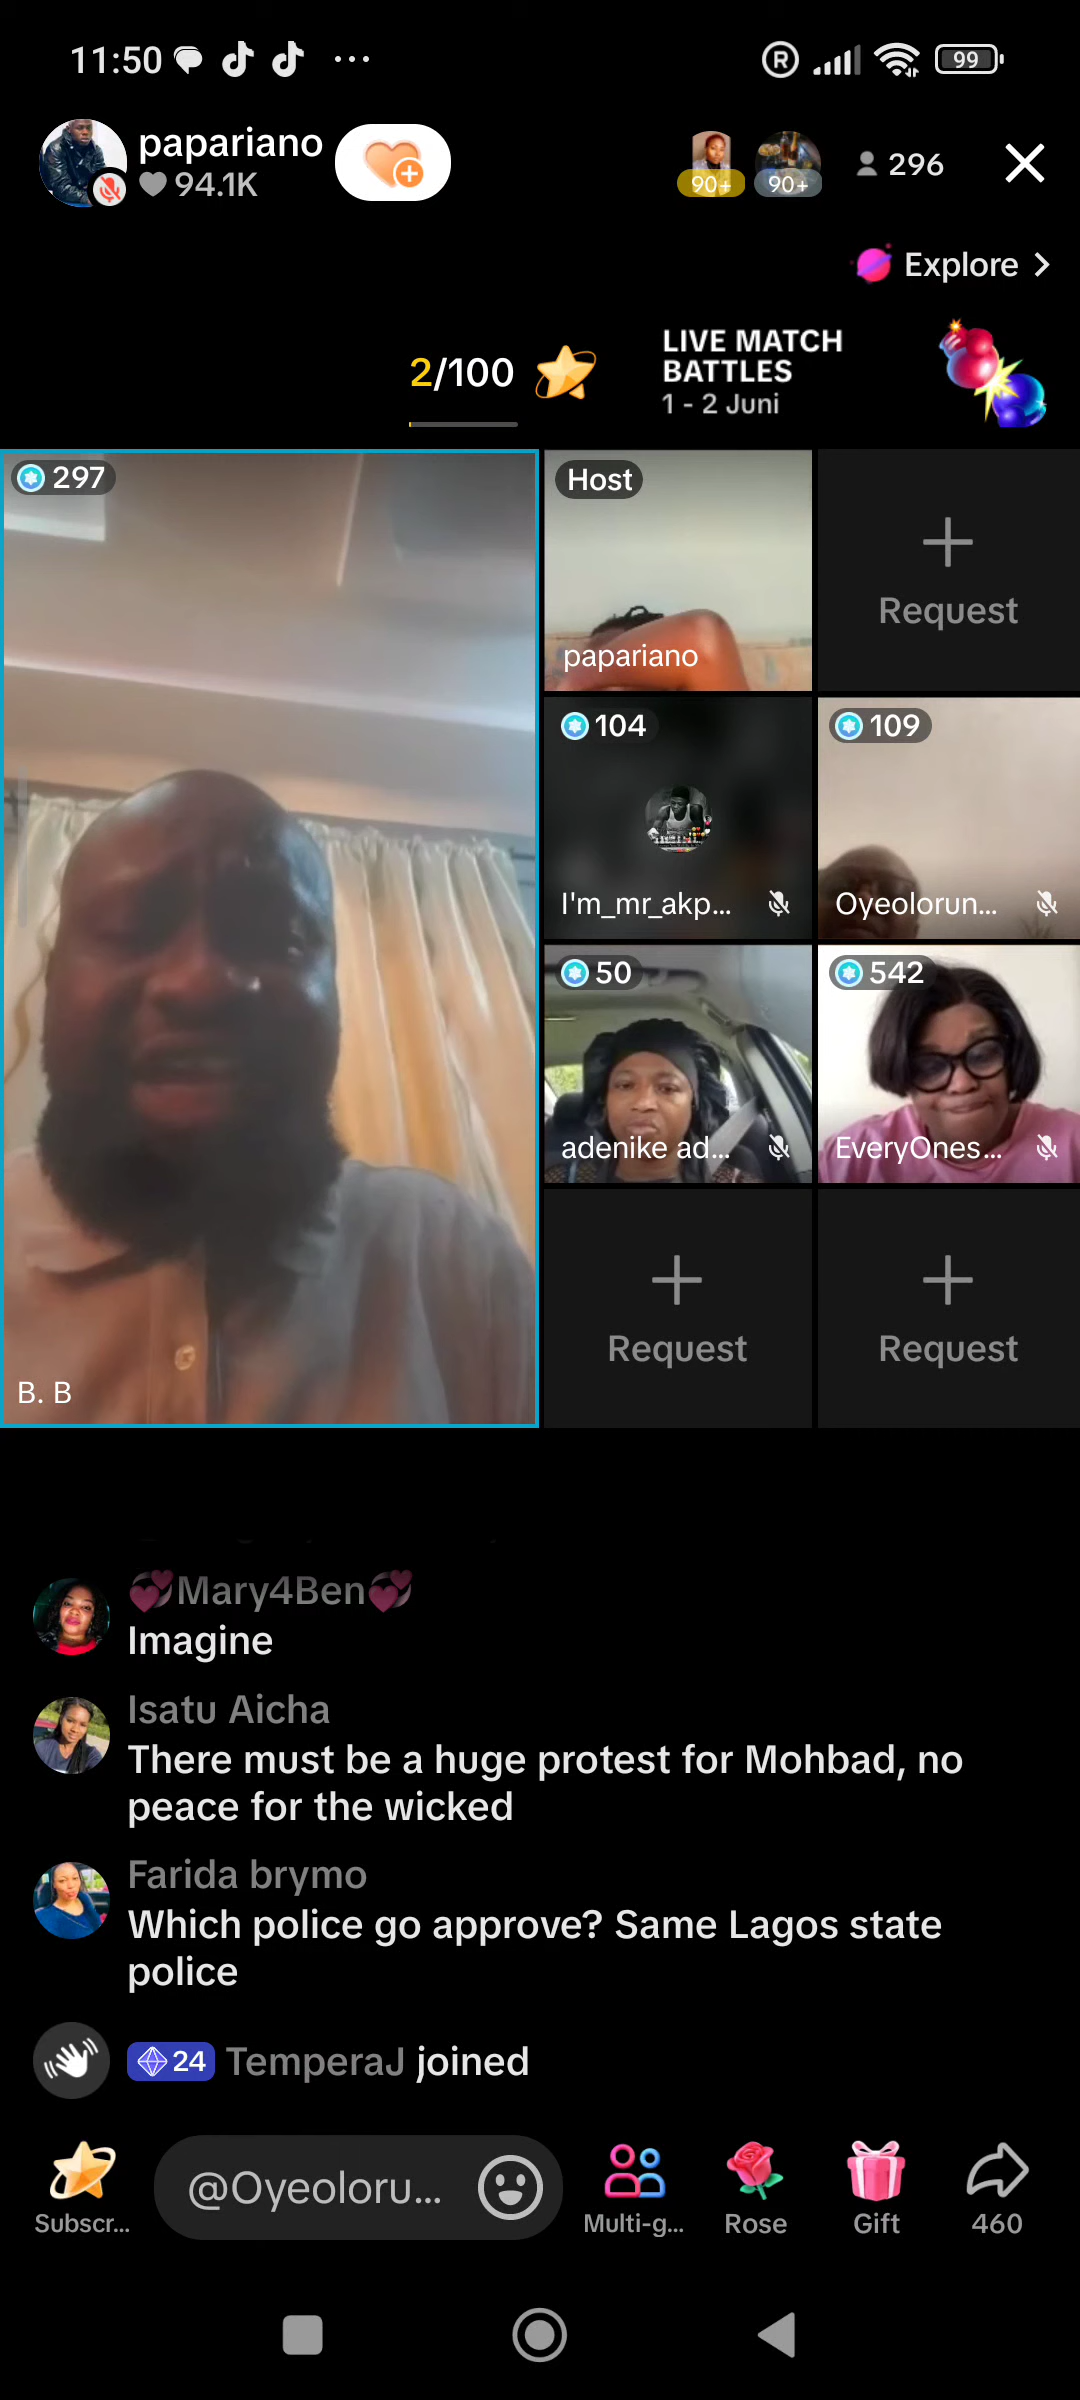 11:50
R
99
papariano
94.1K
90+
90+
296
Explore
2/100
LIVE MATCH
BATTLES
1 - 2 Juni
297
B. B
Host
papariano
Request
104
I'm_mr_akp...
109
Oyeolorun...
50
adenike ad...
542
EveryOnes...
Request
Request
💞Mary4Ben💞
Imagine
Isatu Aicha
There must be a huge protest for Mohbad, no
peace for the wicked
Farida brymo
Which police go approve? Same Lagos state
police
24 TemperaJ joined
Subscr...
@Oyeoloru...
Multi-g...
Rose
Gift
460